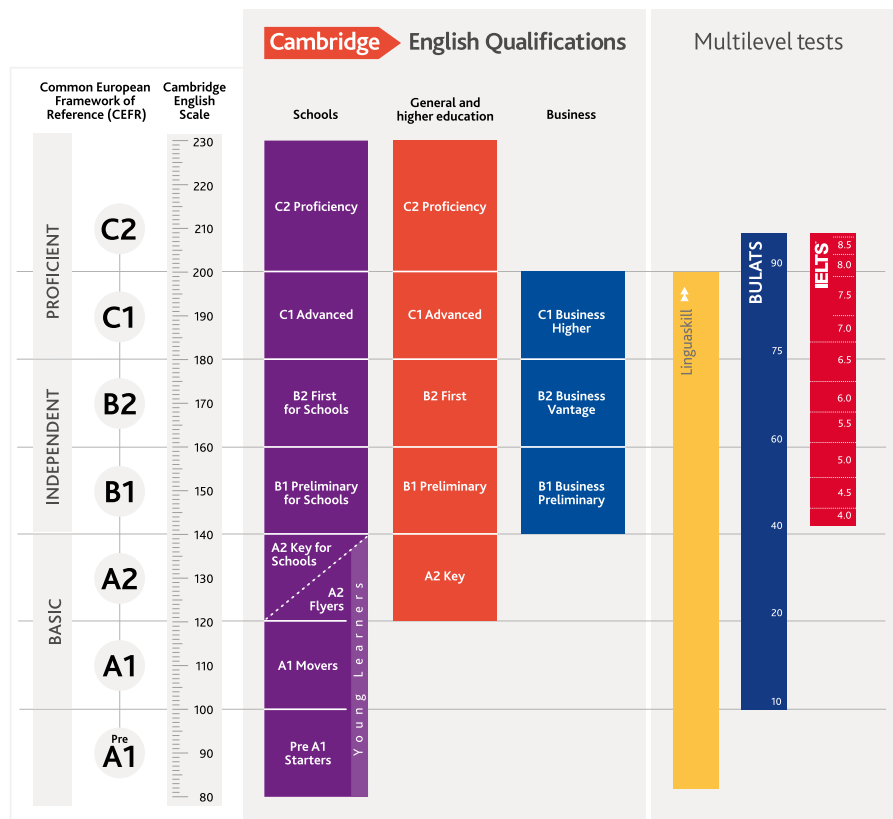 Cambridge English Qualifications
Multilevel tests
Common European
Framework of
Reference (CEFR)
Cambridge
English
Scale
Schools
General and
higher education
Business
PROFICIENT
INDEPENDENT
BASIC
C2
C1
B2
B1
A2
A1
Pre
A1
230
220
210
200
190
180
170
160
150
140
130
120
110
100
90
80
C2 Proficiency
C1 Advanced
B2 First
for Schools
B1 Preliminary
for Schools
A2 Key for
Schools
A2
Flyers
A1 Movers
Pre A1
Starters
Young Learners
C2 Proficiency
C1 Advanced
B2 First
B1 Preliminary
A2 Key
C1 Business
Higher
B2 Business
Vantage
B1 Business
Preliminary
Linguaskill
BULATS
90
75
60
40
20
10
IELTS
8.5
8.0
7.5
7.0
6.5
6.0
5.5
5.0
4.5
4.0